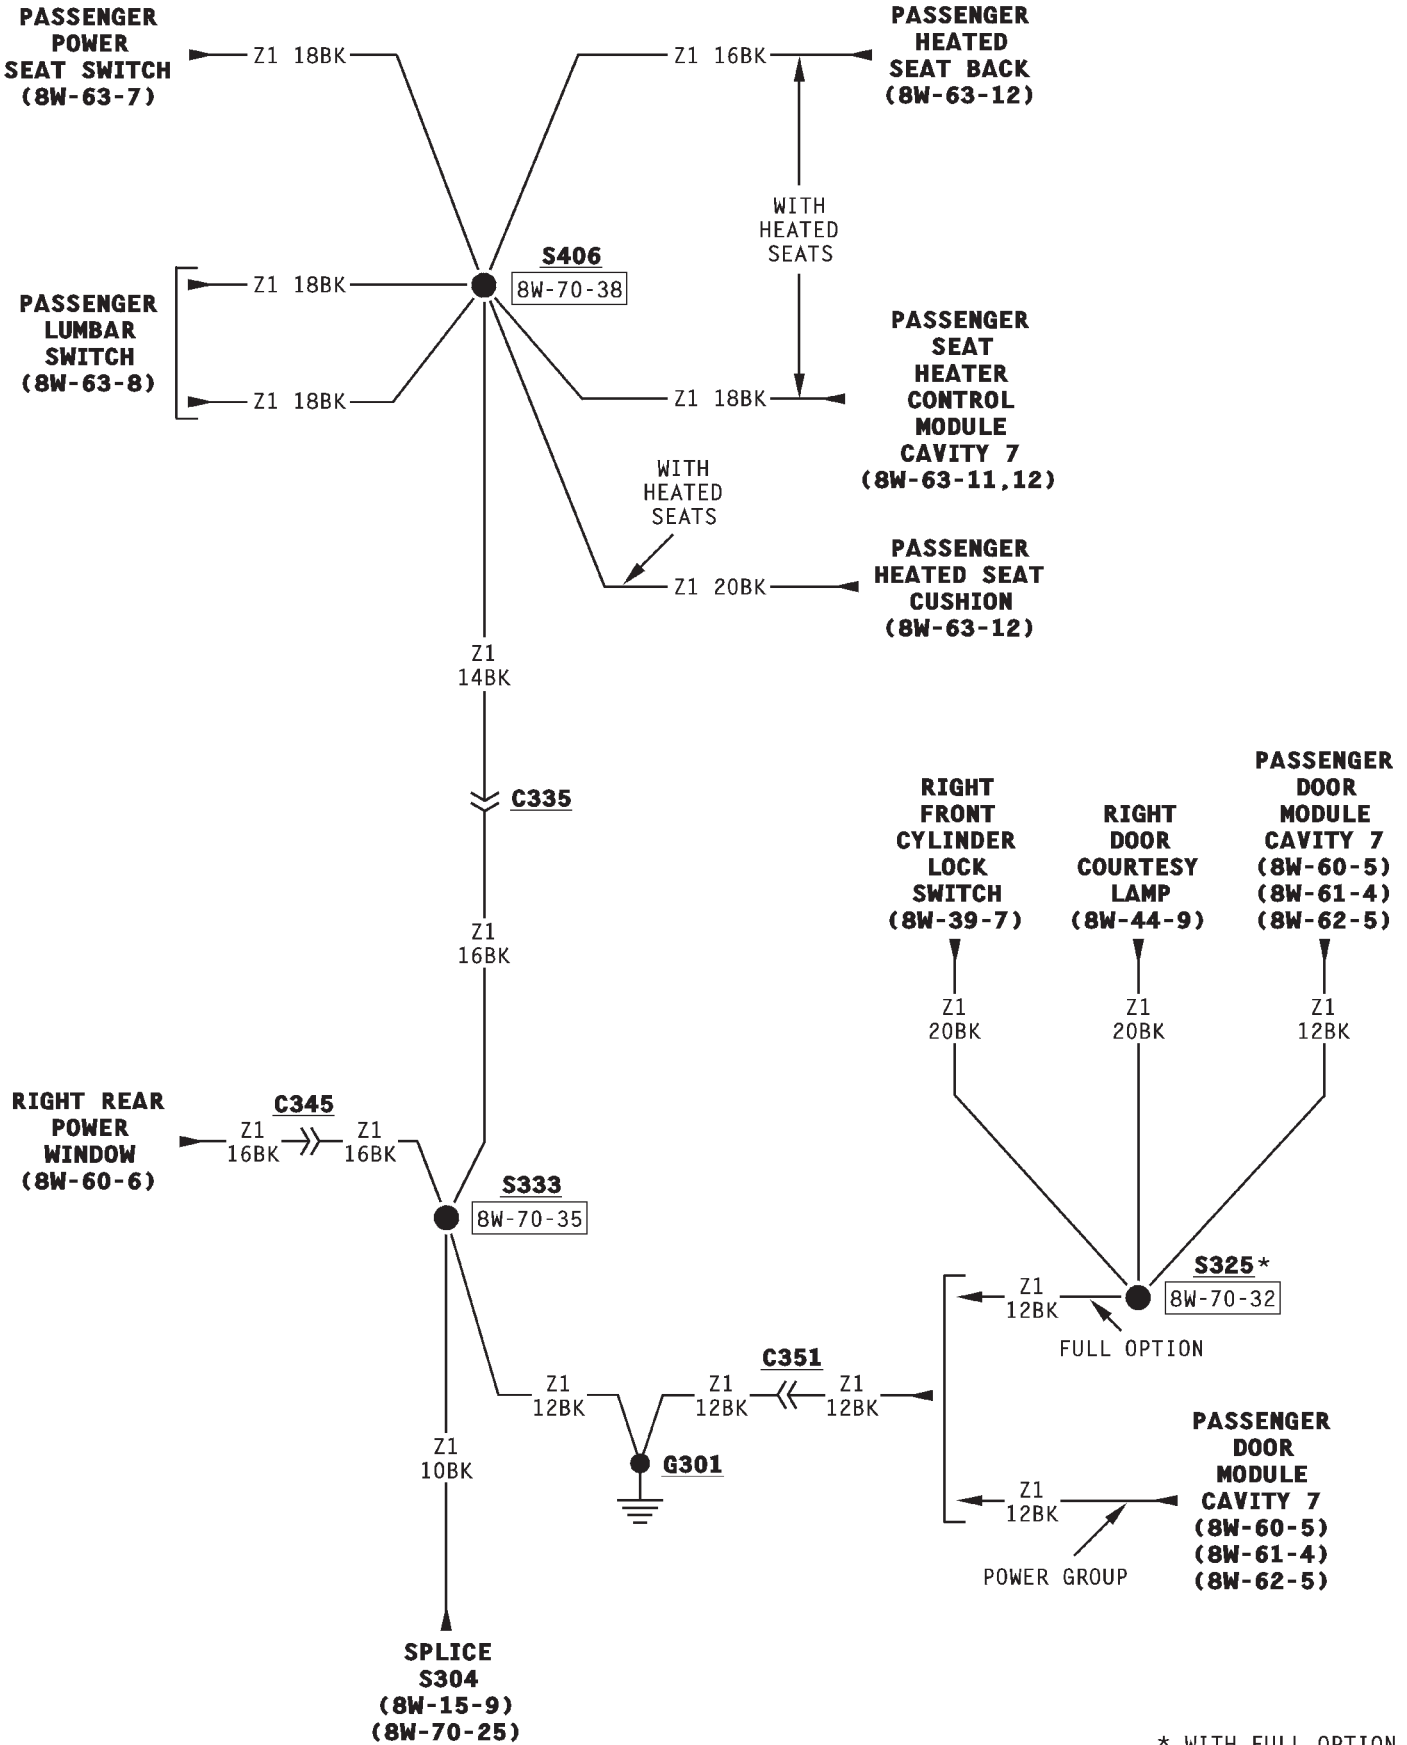 PASSENGER
POWER
SEAT SWITCH
(8W-63-7)
Z1 18BK
Z1 16BK
PASSENGER
HEATED
SEAT BACK
(8W-63-12)
WITH
HEATED
SEATS
S406
8W-70-38
PASSENGER
LUMBAR
SWITCH
(8W-63-8)
Z1 18BK
Z1 18BK
Z1 18BK
PASSENGER
SEAT
HEATER
CONTROL
MODULE
CAVITY 7
(8W-63-11,12)
WITH
HEATED
SEATS
Z1 20BK
PASSENGER
HEATED SEAT
CUSHION
(8W-63-12)
Z1
14BK
C335
Z1
16BK
RIGHT
FRONT
CYLINDER
LOCK
SWITCH
(8W-39-7)
RIGHT
DOOR
COURTESY
LAMP
(8W-44-9)
PASSENGER
DOOR
MODULE
CAVITY 7
(8W-60-5)
(8W-61-4)
(8W-62-5)
Z1
20BK
Z1
20BK
Z1
12BK
RIGHT REAR
POWER
WINDOW
(8W-60-6)
C345
Z1
16BK
Z1
16BK
S333
8W-70-35
S325*
8W-70-32
Z1
12BK
FULL OPTION
C351
Z1
12BK
Z1
12BK
Z1
12BK
G301
Z1
10BK
Z1
12BK
POWER GROUP
PASSENGER
DOOR
MODULE
CAVITY 7
(8W-60-5)
(8W-61-4)
(8W-62-5)
SPLICE
S304
(8W-15-9)
(8W-70-25)
* WITH FULL OPTION